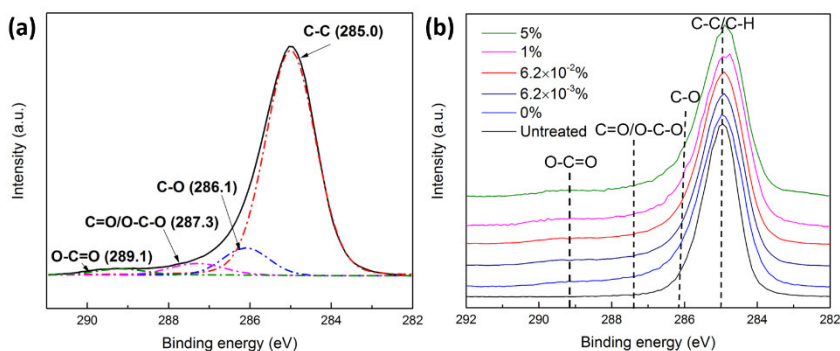 (a)
C-C (285.0)
C-O (286.1)
C=O/O-C-O (287.3)
O-C=O (289.1)
Intensity (a.u.)
290 288 286 284 282
Binding energy (eV)
(b)
5%
1%
6.2×10⁻²%
6.2×10⁻³%
0%
Untreated
C-C/C-H
C-O
C=O/O-C-O
O-C=O
Intensity (a.u.)
292 290 288 286 284 282
Binding energy (eV)